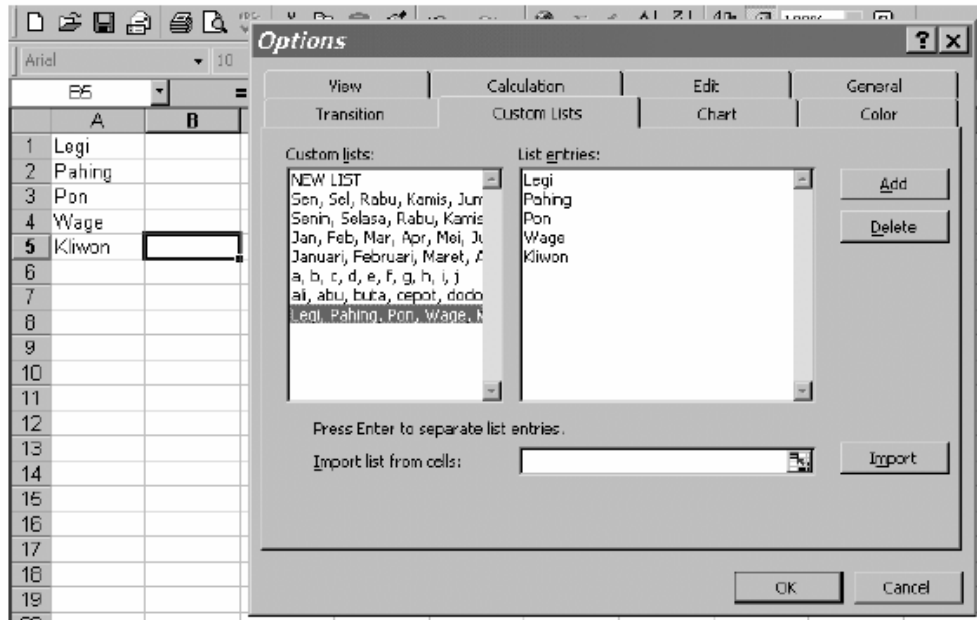 Options
Arial 10
B5 =
View Calculation Edit General
Transition Custom Lists Chart Color
A B
1 Legi
2 Pahing
3 Pon
4 Wage
5 Kliwon
6
7
8
9
10
11
12
13
14
15
16
17
18
19
Custom lists:
NEW LIST
Sen, Sel, Rabu, Kamis, Jum
Senin, Selasa, Rabu, Kamis
Jan, Feb, Mar, Apr, Mei, Ju
Januari, Februari, Maret, A
a, b, c, d, e, f, g, h, i, j
ali, abu, buta, cepot, dodo
Legi, Pahing, Pon, Wage, K
List entries:
Legi
Pahing
Pon
Wage
Kliwon
Add
Delete
Press Enter to separate list entries.
Import list from cells:
Import
OK Cancel